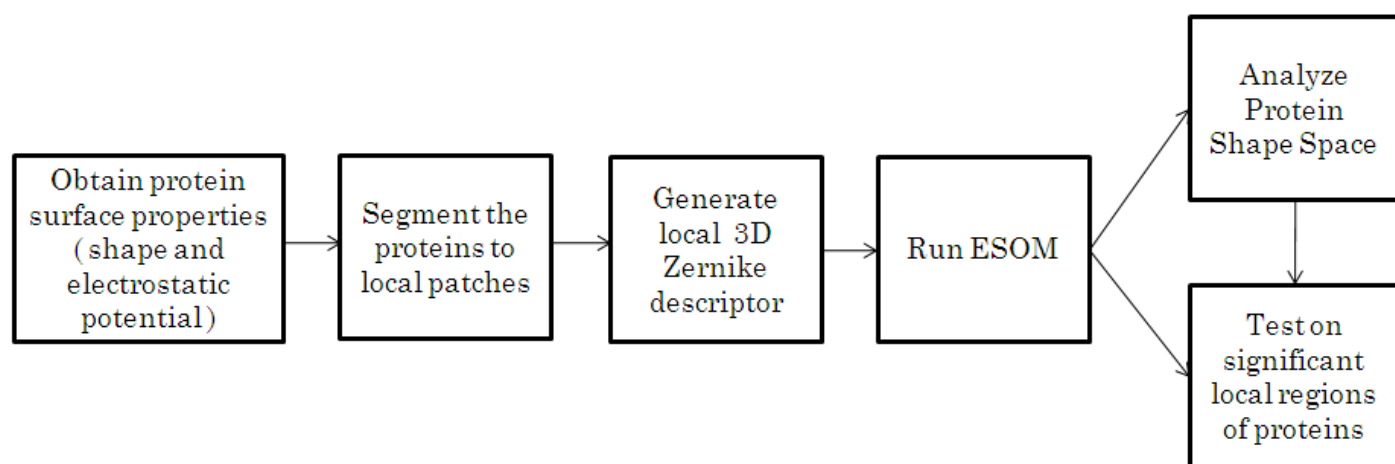 Obtain protein
surface properties
(shape and
electrostatic
potential)
Segment the
proteins to
local patches
Generate
local 3D
Zernike
descriptor
Run ESOM
Analyze
Protein
Shape Space
Test on
significant
local regions
of proteins